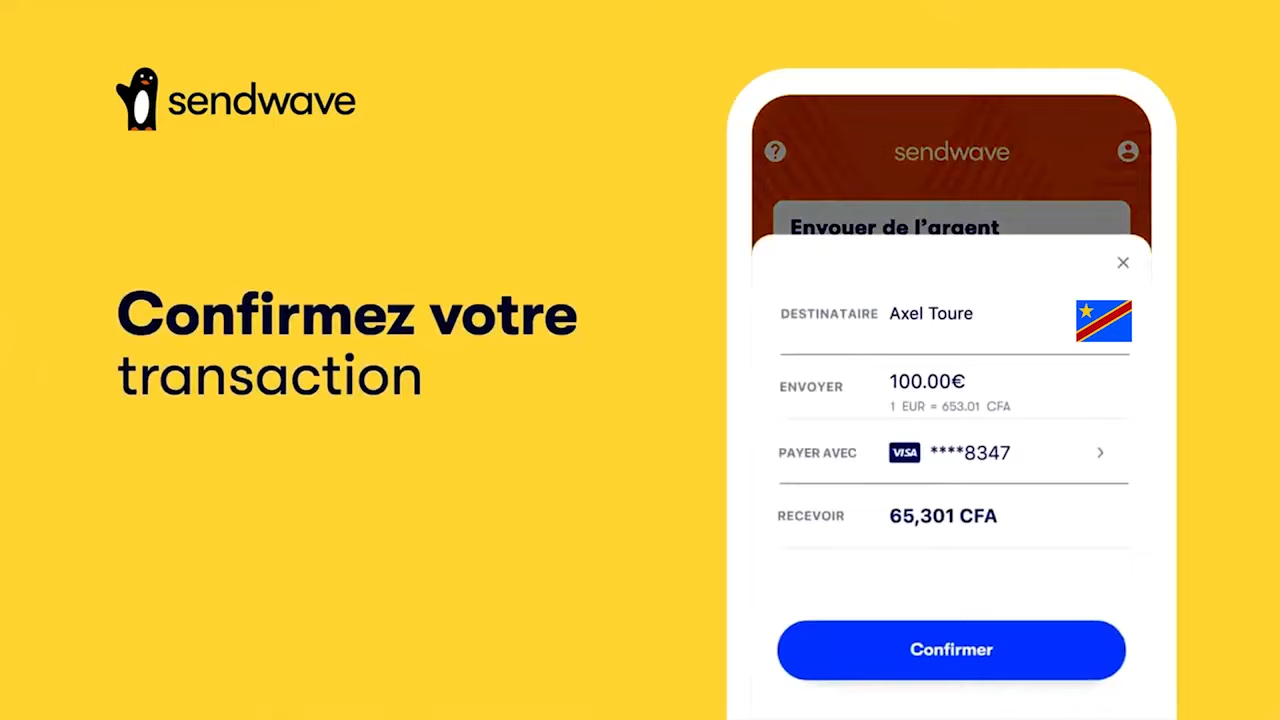 sendwave
Confirmez votre
transaction
?
sendwave
Envoyer de l'argent
DESTINATAIRE Axel Toure
ENVOYER 100.00€
1 EUR = 653.01 CFA
PAYER AVEC VISA ****8347
RECEVOIR 65,301 CFA
Confirmer